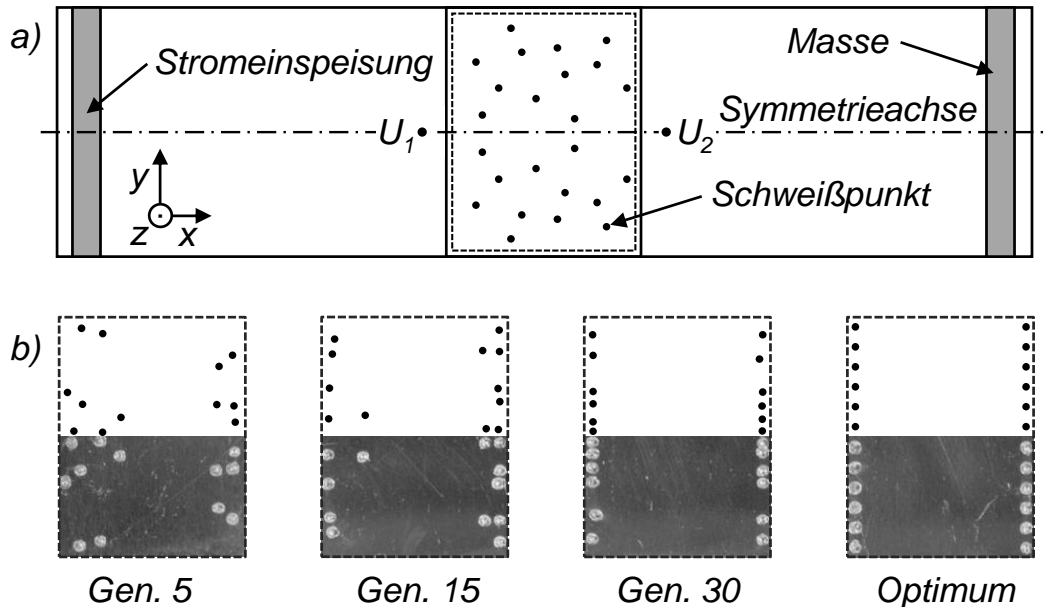 a)
Stromeinspeisung
Masse
Symmetrieachse
U1
U2
y
z
x
Schweißpunkt
b)
Gen. 5
Gen. 15
Gen. 30
Optimum